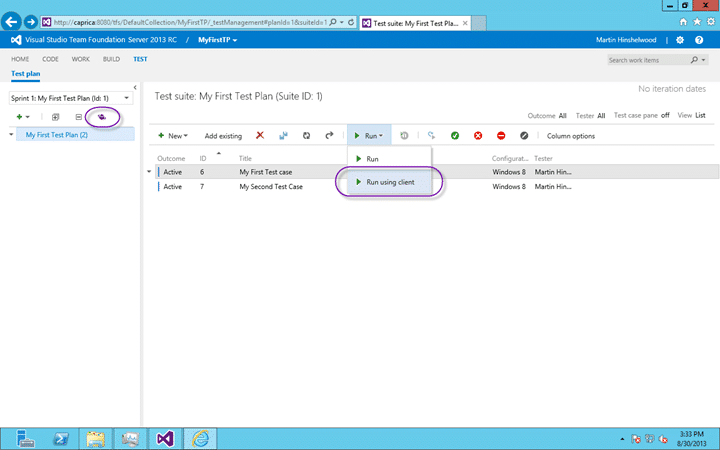 http://caprica:8080/tfs/DefaultCollection/MyFirstTP/_testManagement#planId=1&suiteId=1
Test suite: My First Test Pla...
Visual Studio Team Foundation Server 2013 RC / MyFirstTP
Martin Hinshelwood
HOME CODE WORK BUILD TEST
Search work items
Test plan
Sprint 1: My First Test Plan (Id: 1)
My First Test Plan (2)
Test suite: My First Test Plan (Suite ID: 1)
No iteration dates
Outcome All Tester All Test case pane off View List
New Add existing Run Column options
Run
Run using client
Outcome ID Title Configurat... Tester
Active 6 My First Test case Windows 8 Martin Hin...
Active 7 My Second Test Case Windows 8 Martin Hin...
3:33 PM
8/30/2013